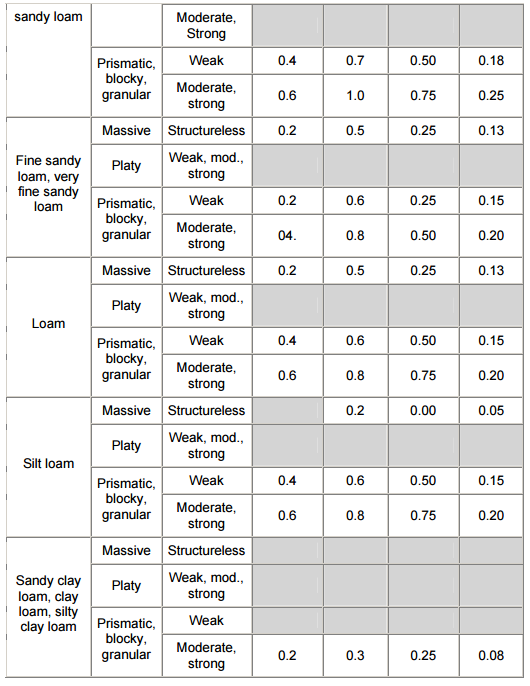 sandy loam Moderate, Strong
Prismatic, blocky, granular Weak 0.4 0.7 0.50 0.18
Moderate, strong 0.6 1.0 0.75 0.25
Fine sandy loam, very fine sandy loam Massive Structureless 0.2 0.5 0.25 0.13
Platy Weak, mod., strong
Prismatic, blocky, granular Weak 0.2 0.6 0.25 0.15
Moderate, strong 04. 0.8 0.50 0.20
Loam Massive Structureless 0.2 0.5 0.25 0.13
Platy Weak, mod., strong
Prismatic, blocky, granular Weak 0.4 0.6 0.50 0.15
Moderate, strong 0.6 0.8 0.75 0.20
Silt loam Massive Structureless 0.2 0.00 0.05
Platy Weak, mod., strong
Prismatic, blocky, granular Weak 0.4 0.6 0.50 0.15
Moderate, strong 0.6 0.8 0.75 0.20
Sandy clay loam, clay loam, silty clay loam Massive Structureless
Platy Weak, mod., strong
Prismatic, blocky, granular Weak
Moderate, strong 0.2 0.3 0.25 0.08